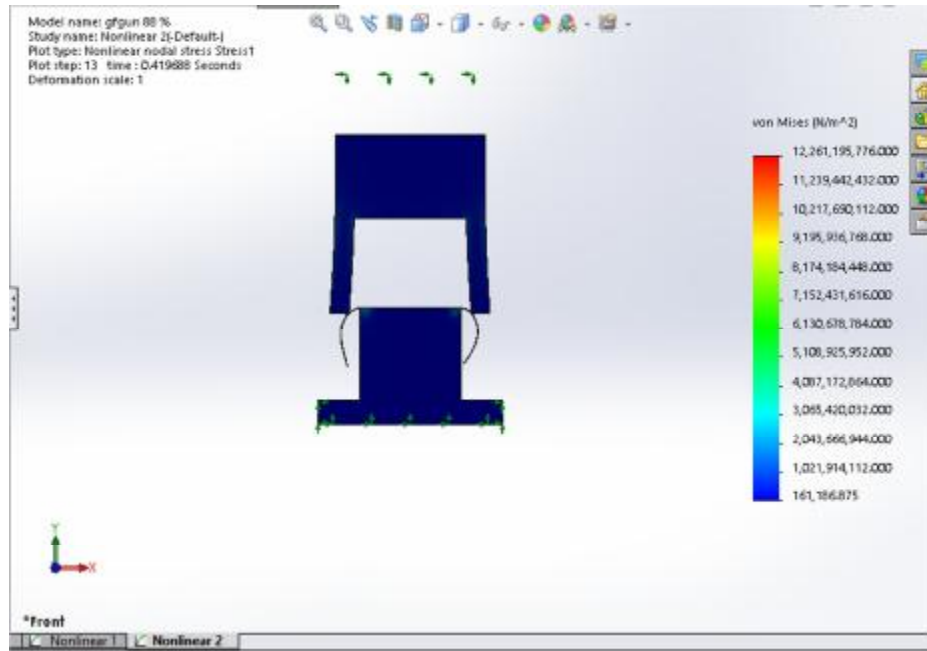 Model name: gfgun 88 %
Study name: Nonlinear 2(-Default-)
Plot type: Nonlinear nodal stress Stress1
Plot step: 13 time : 0.419688 Seconds
Deformation scale: 1
von Mises (N/m^2)
12,261,195,776.000
11,239,442,432.000
10,217,690,112.000
9,195,936,768.000
8,174,184,448.000
7,152,431,616.000
6,130,678,784.000
5,108,925,952.000
4,087,172,864.000
3,065,420,032.000
2,043,666,944.000
1,021,914,112.000
161,186.875
Y
X
*Front
Nonlinear 1
Nonlinear 2